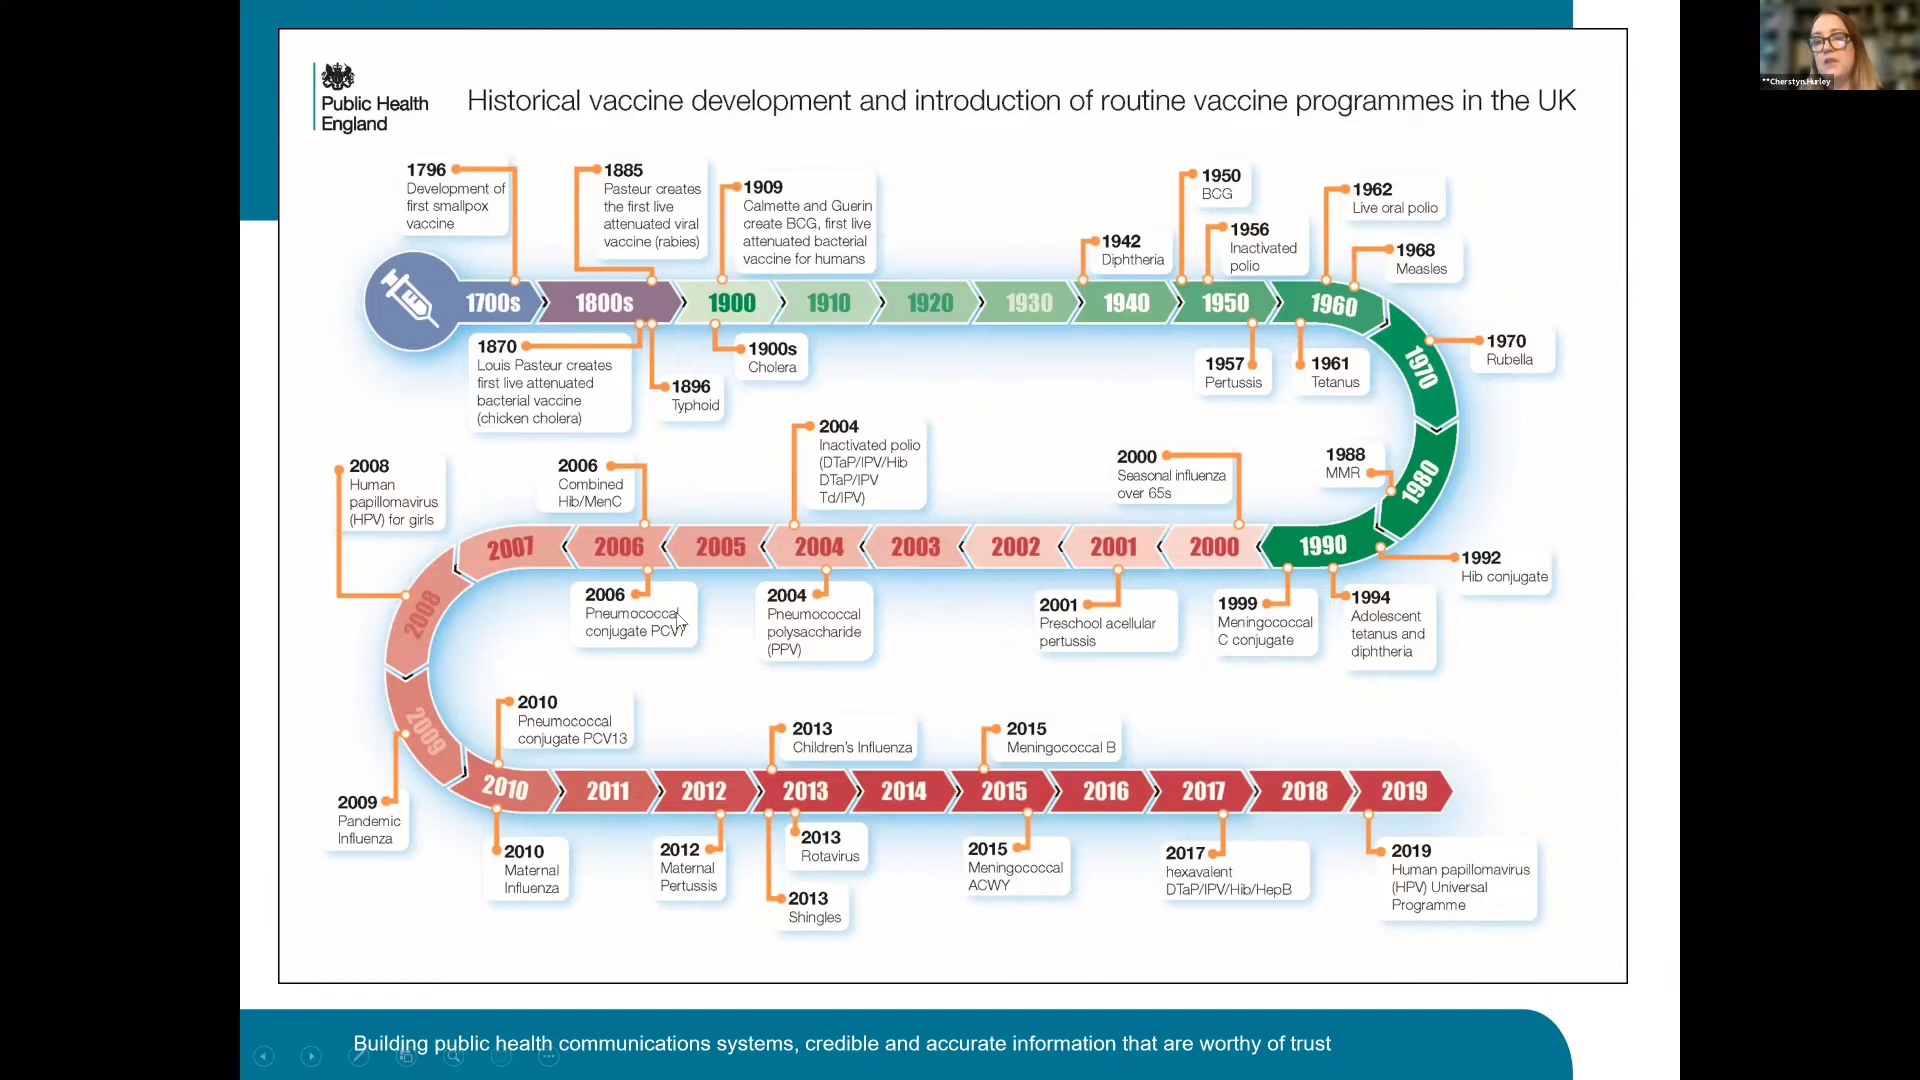 **Cherstyn.Hurley
Public Health
England
Historical vaccine development and introduction of routine vaccine programmes in the UK
1796
Development of
first smallpox
vaccine
1885
Pasteur creates
the first live
attenuated viral
vaccine (rabies)
1909
Calmette and Guerin
create BCG, first live
attenuated bacterial
vaccine for humans
1942
Diphtheria
1950
BCG
1956
Inactivated
polio
1962
Live oral polio
1968
Measles
1700s
1800s
1900
1910
1920
1930
1940
1950
1960
1970
1980
1870
Louis Pasteur creates
first live attenuated
bacterial vaccine
(chicken cholera)
1896
Typhoid
1900s
Cholera
1957
Pertussis
1961
Tetanus
1970
Rubella
2008
Human
papillomavirus
(HPV) for girls
2006
Combined
Hib/MenC
2004
Inactivated polio
(DTaP/IPV/Hib
DTaP/IPV
Td/IPV)
2000
Seasonal influenza
over 65s
1988
MMR
2007
2006
2005
2004
2003
2002
2001
2000
1990
1992
Hib conjugate
2006
Pneumococcal
conjugate PCV7
2004
Pneumococcal
polysaccharide
(PPV)
2001
Preschool acellular
pertussis
1999
Meningococcal
C conjugate
1994
Adolescent
tetanus and
diphtheria
2008
2009
2010
Pneumococcal
conjugate PCV13
2013
Children's Influenza
2015
Meningococcal B
2010
2011
2012
2013
2014
2015
2016
2017
2018
2019
2009
Pandemic
Influenza
2010
Maternal
Influenza
2012
Maternal
Pertussis
2013
Rotavirus
2013
Shingles
2015
Meningococcal
ACWY
2017
hexavalent
DTaP/IPV/Hib/HepB
2019
Human papillomavirus
(HPV) Universal
Programme
Building public health communications systems, credible and accurate information that are worthy of trust